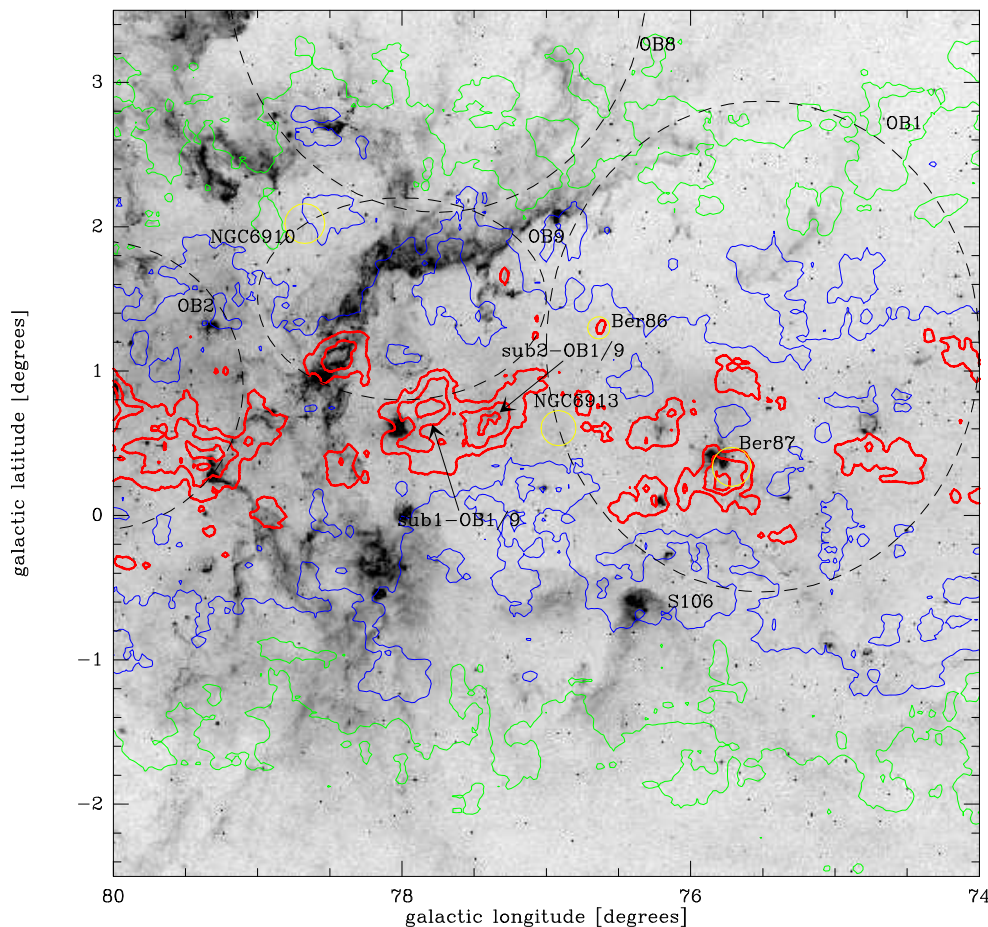 OB8
3
OB1
NGC6910
2
OB9
OB2
Ber86
sub2-OB1/9
1
NGC6913
Ber87
galactic latitude [degrees]
0
sub1-OB1/9
S106
−1
−2
80
78
76
74
galactic longitude [degrees]